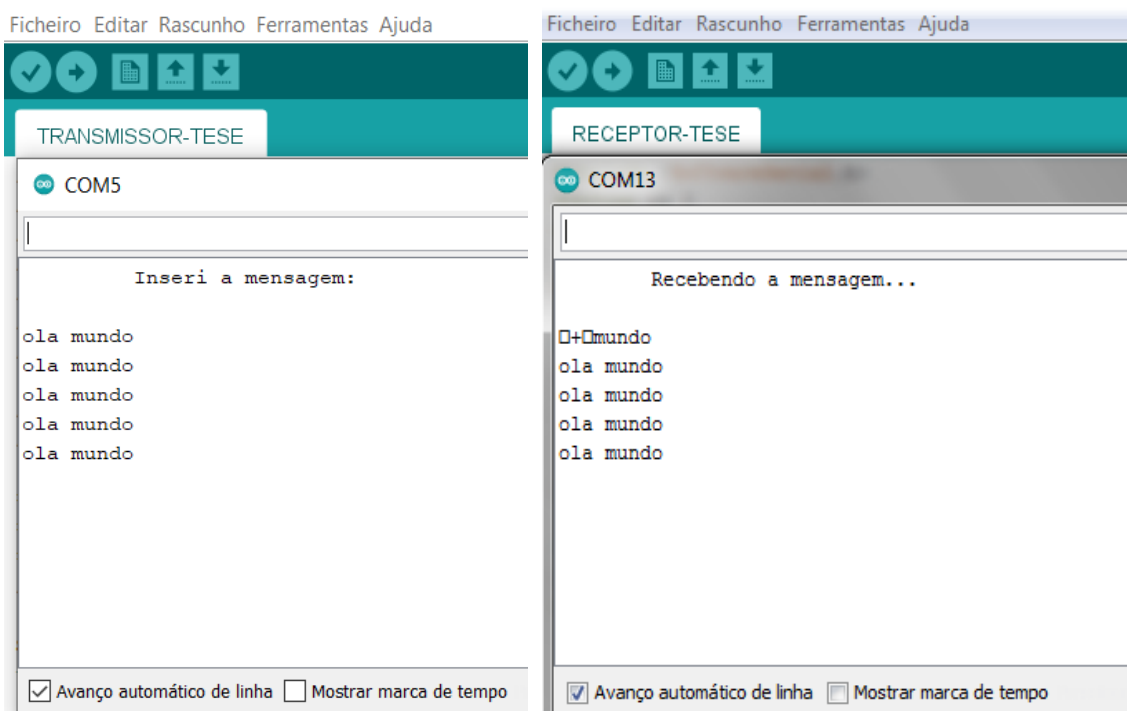 Ficheiro Editar Rascunho Ferramentas Ajuda
TRANSMISSOR-TESE
COM5
Inseri a mensagem:
ola mundo
ola mundo
ola mundo
ola mundo
ola mundo
Avanço automático de linha Mostrar marca de tempo
Ficheiro Editar Rascunho Ferramentas Ajuda
RECEPTOR-TESE
COM13
Recebendo a mensagem...
□+□mundo
ola mundo
ola mundo
ola mundo
ola mundo
Avanço automático de linha Mostrar marca de tempo